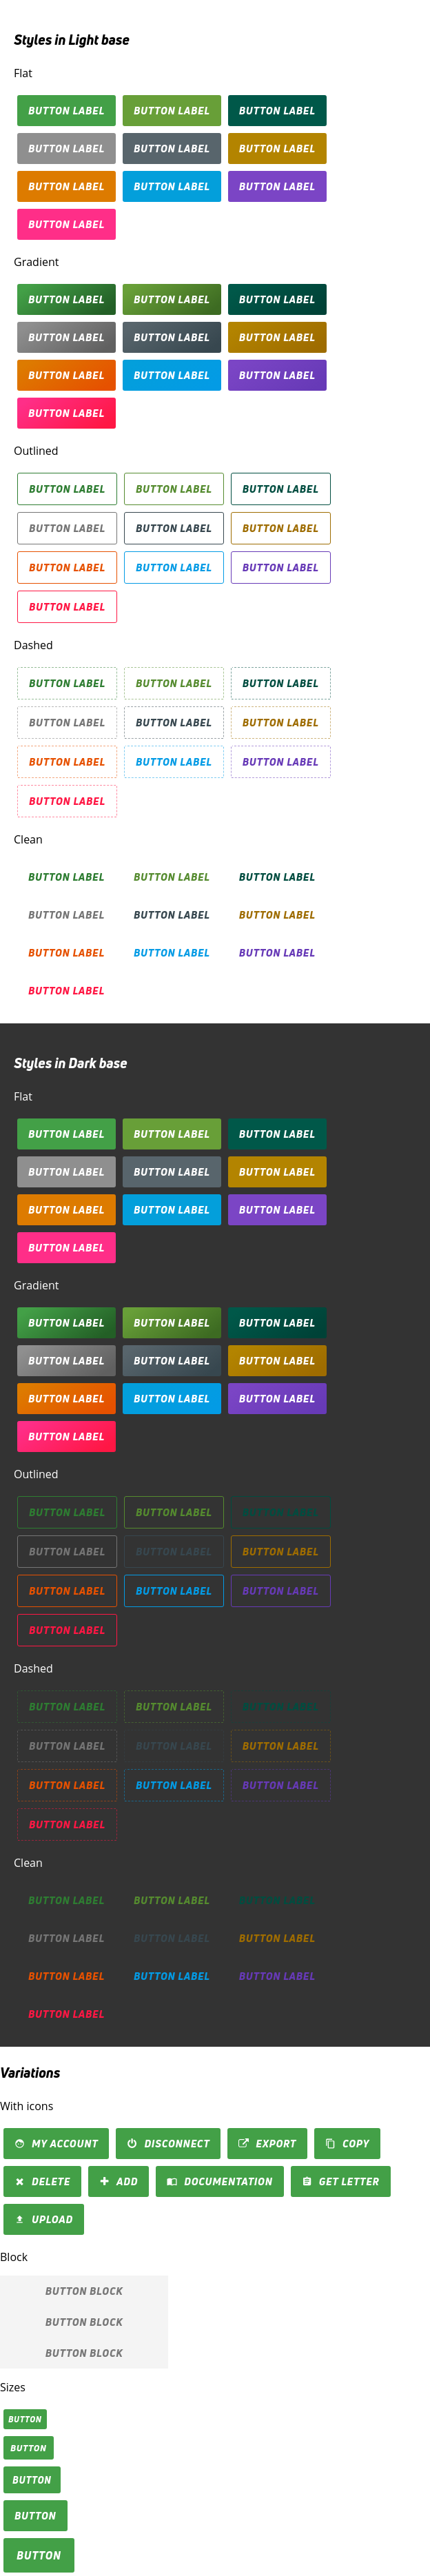 Styles in Light base
Flat
BUTTON LABEL BUTTON LABEL BUTTON LABEL
BUTTON LABEL BUTTON LABEL BUTTON LABEL
BUTTON LABEL BUTTON LABEL BUTTON LABEL
BUTTON LABEL
Gradient
BUTTON LABEL BUTTON LABEL BUTTON LABEL
BUTTON LABEL BUTTON LABEL BUTTON LABEL
BUTTON LABEL BUTTON LABEL BUTTON LABEL
BUTTON LABEL
Outlined
BUTTON LABEL BUTTON LABEL BUTTON LABEL
BUTTON LABEL BUTTON LABEL BUTTON LABEL
BUTTON LABEL BUTTON LABEL BUTTON LABEL
BUTTON LABEL
Dashed
BUTTON LABEL BUTTON LABEL BUTTON LABEL
BUTTON LABEL BUTTON LABEL BUTTON LABEL
BUTTON LABEL BUTTON LABEL BUTTON LABEL
BUTTON LABEL
Clean
BUTTON LABEL BUTTON LABEL BUTTON LABEL
BUTTON LABEL BUTTON LABEL BUTTON LABEL
BUTTON LABEL BUTTON LABEL BUTTON LABEL
BUTTON LABEL
Styles in Dark base
Flat
BUTTON LABEL BUTTON LABEL BUTTON LABEL
BUTTON LABEL BUTTON LABEL BUTTON LABEL
BUTTON LABEL BUTTON LABEL BUTTON LABEL
BUTTON LABEL
Gradient
BUTTON LABEL BUTTON LABEL BUTTON LABEL
BUTTON LABEL BUTTON LABEL BUTTON LABEL
BUTTON LABEL BUTTON LABEL BUTTON LABEL
BUTTON LABEL
Outlined
BUTTON LABEL BUTTON LABEL BUTTON LABEL
BUTTON LABEL BUTTON LABEL BUTTON LABEL
BUTTON LABEL BUTTON LABEL BUTTON LABEL
BUTTON LABEL
Dashed
BUTTON LABEL BUTTON LABEL BUTTON LABEL
BUTTON LABEL BUTTON LABEL BUTTON LABEL
BUTTON LABEL BUTTON LABEL BUTTON LABEL
BUTTON LABEL
Clean
BUTTON LABEL BUTTON LABEL BUTTON LABEL
BUTTON LABEL BUTTON LABEL BUTTON LABEL
BUTTON LABEL BUTTON LABEL BUTTON LABEL
BUTTON LABEL
Variations
With icons
MY ACCOUNT DISCONNECT EXPORT COPY
DELETE ADD DOCUMENTATION GET LETTER
UPLOAD
Block
BUTTON BLOCK
BUTTON BLOCK
BUTTON BLOCK
Sizes
BUTTON
BUTTON
BUTTON
BUTTON
BUTTON